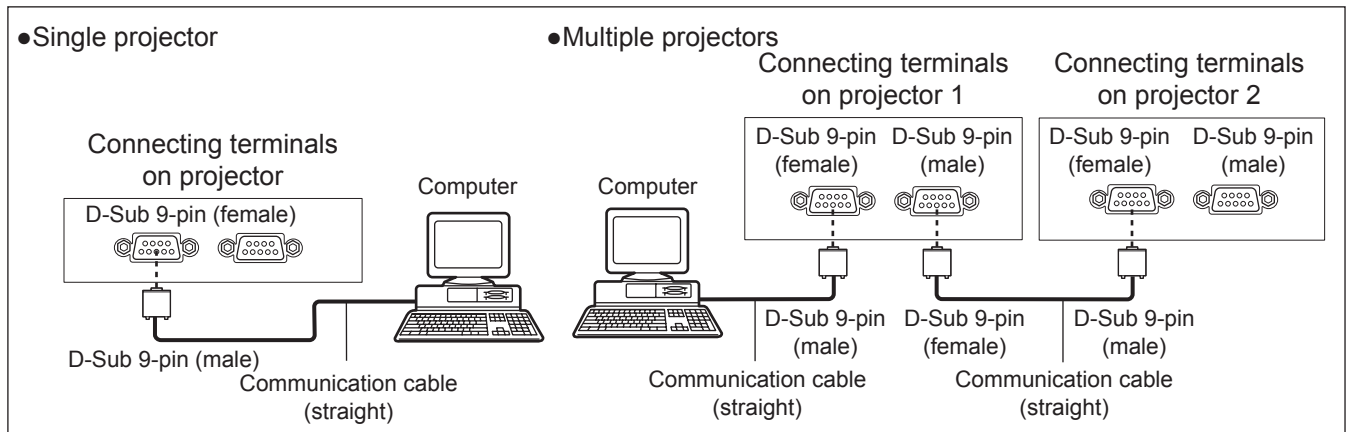 ●Single projector
Connecting terminals
on projector
D-Sub 9-pin (female)
Computer
D-Sub 9-pin (male)
Communication cable
(straight)
●Multiple projectors
Connecting terminals
on projector 1
D-Sub 9-pin
(female)
D-Sub 9-pin
(male)
Connecting terminals
on projector 2
D-Sub 9-pin
(female)
D-Sub 9-pin
(male)
Computer
D-Sub 9-pin
(male)
D-Sub 9-pin
(female)
D-Sub 9-pin
(male)
Communication cable
(straight)
Communication cable
(straight)